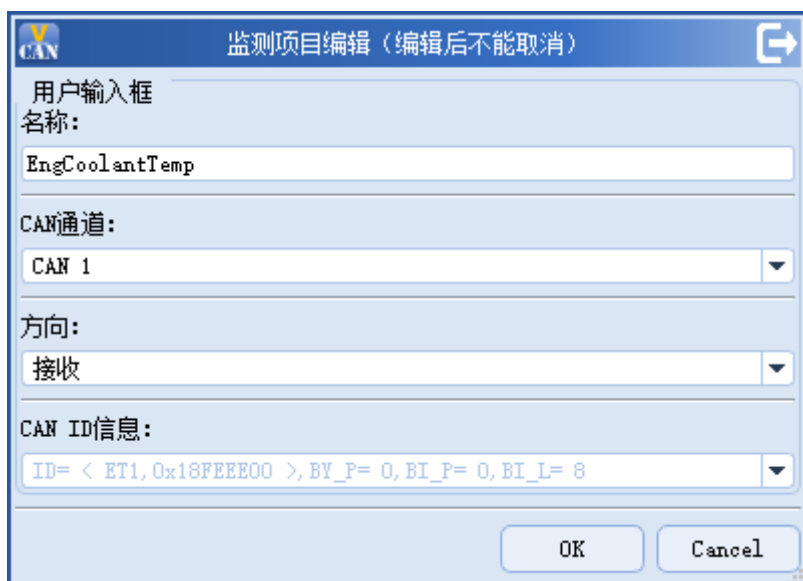 V
CAN
监测项目编辑（编辑后不能取消）
用户输入框
名称:
EngCoolantTemp
CAN通道:
CAN 1
方向:
接收
CAN ID信息:
ID= < ET1,0x18FEEE00 >,BY_P= 0,BI_P= 0,BI_L= 8
OK
Cancel